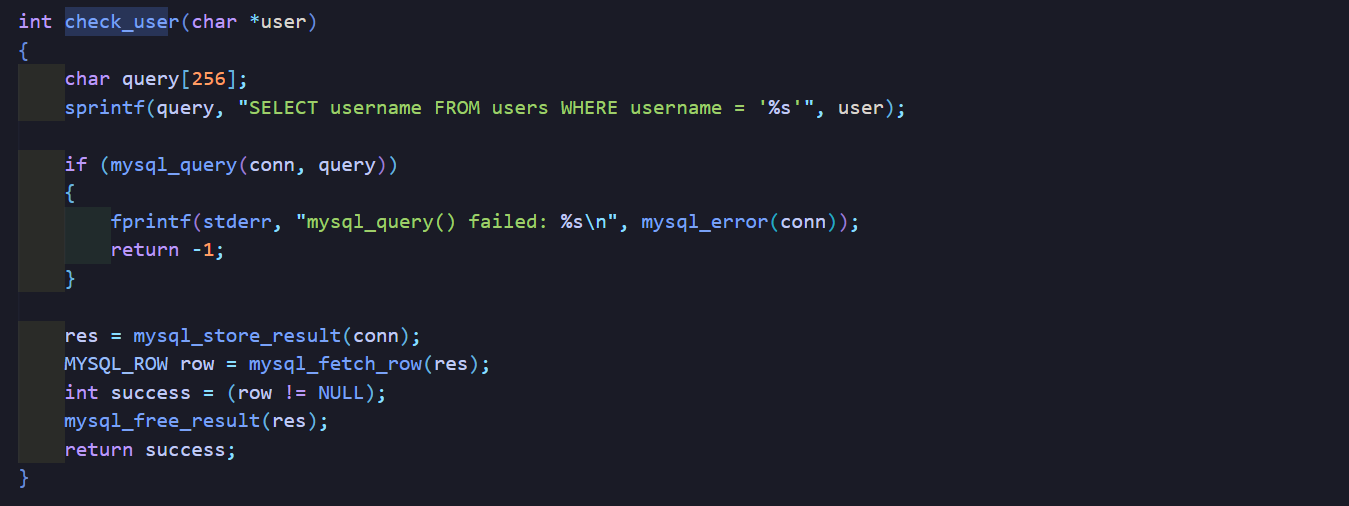 int check_user(char *user)
{
    char query[256];
    sprintf(query, "SELECT username FROM users WHERE username = '%s'", user);
    if (mysql_query(conn, query))
    {
        fprintf(stderr, "mysql_query() failed: %s\n", mysql_error(conn));
        return -1;
    }
    res = mysql_store_result(conn);
    MYSQL_ROW row = mysql_fetch_row(res);
    int success = (row != NULL);
    mysql_free_result(res);
    return success;
}